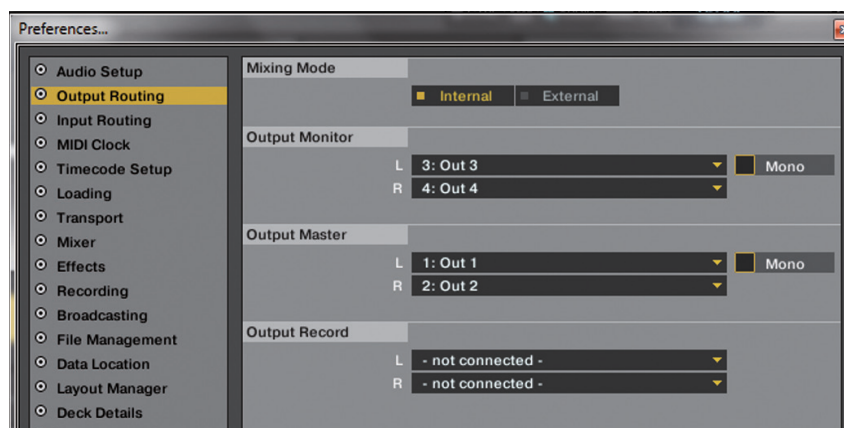 Preferences...
Audio Setup
Output Routing
Input Routing
MIDI Clock
Timecode Setup
Loading
Transport
Mixer
Effects
Recording
Broadcasting
File Management
Data Location
Layout Manager
Deck Details
Mixing Mode
Internal External
Output Monitor
L 3: Out 3 Mono
R 4: Out 4
Output Master
L 1: Out 1 Mono
R 2: Out 2
Output Record
L - not connected -
R - not connected -